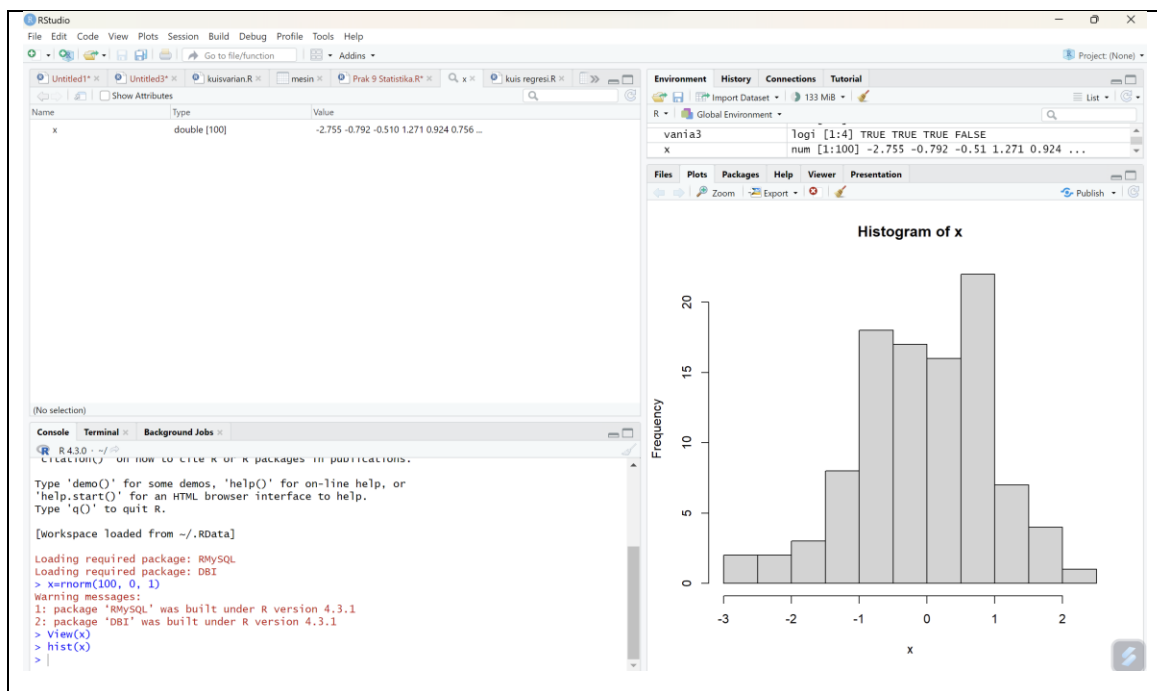 RStudio
File Edit Code View Plots Session Build Debug Profile Tools Help
Go to file/function Addins Project: (None)
Untitled1* Untitled3* kuisvarian.R mesin Prak 9 Statistika.R* x kuis regresi.R
Show Attributes
Name Type Value
x double [100] -2.755 -0.792 -0.510 1.271 0.924 0.756 ...
(No selection)
Console Terminal Background Jobs
R 4.3.0 · ~/
'citation()' on how to cite R or R packages in publications.
Type 'demo()' for some demos, 'help()' for on-line help, or
'help.start()' for an HTML browser interface to help.
Type 'q()' to quit R.
[Workspace loaded from ~/.RData]
Loading required package: RMySQL
Loading required package: DBI
> x=rnorm(100, 0, 1)
Warning messages:
1: package ‘RMySQL’ was built under R version 4.3.1
2: package ‘DBI’ was built under R version 4.3.1
> View(x)
> hist(x)
>
Environment History Connections Tutorial
Import Dataset 133 MiB List
R Global Environment
vania3 logi [1:4] TRUE TRUE TRUE FALSE
x num [1:100] -2.755 -0.792 -0.51 1.271 0.924 ...
Files Plots Packages Help Viewer Presentation
Zoom Export Publish
Histogram of x
Frequency
20
15
10
5
0
-3 -2 -1 0 1 2
x